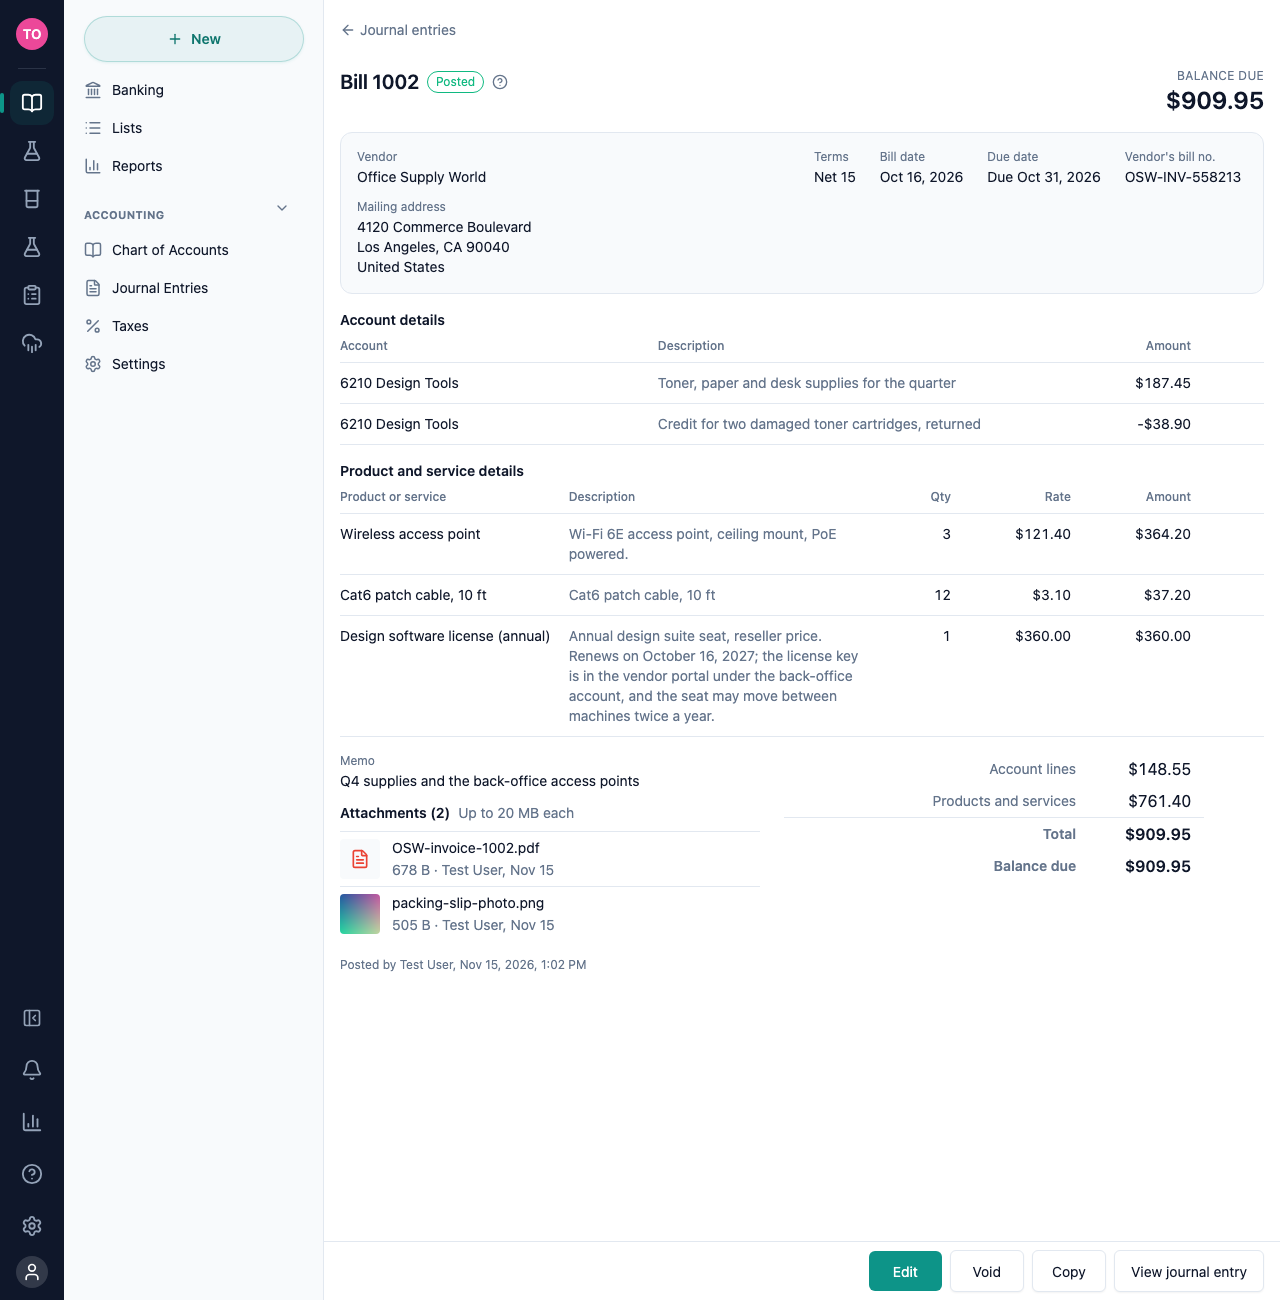 TO
New
Banking
Lists
Reports
ACCOUNTING
Chart of Accounts
Journal Entries
Taxes
Settings
Journal entries
Bill 1002 Posted
BALANCE DUE
$909.95
Vendor
Office Supply World
Mailing address
4120 Commerce Boulevard
Los Angeles, CA 90040
United States
Terms
Net 15
Bill date
Oct 16, 2026
Due date
Due Oct 31, 2026
Vendor's bill no.
OSW-INV-558213
Account details
Account Description Amount
6210 Design Tools Toner, paper and desk supplies for the quarter $187.45
6210 Design Tools Credit for two damaged toner cartridges, returned -$38.90
Product and service details
Product or service Description Qty Rate Amount
Wireless access point Wi-Fi 6E access point, ceiling mount, PoE 3 $121.40 $364.20
powered.
Cat6 patch cable, 10 ft Cat6 patch cable, 10 ft 12 $3.10 $37.20
Design software license (annual) Annual design suite seat, reseller price. 1 $360.00 $360.00
Renews on October 16, 2027; the license key
is in the vendor portal under the back-office
account, and the seat may move between
machines twice a year.
Memo
Q4 supplies and the back-office access points
Attachments (2) Up to 20 MB each
OSW-invoice-1002.pdf
678 B · Test User, Nov 15
packing-slip-photo.png
505 B · Test User, Nov 15
Account lines $148.55
Products and services $761.40
Total $909.95
Balance due $909.95
Posted by Test User, Nov 15, 2026, 1:02 PM
Edit Void Copy View journal entry